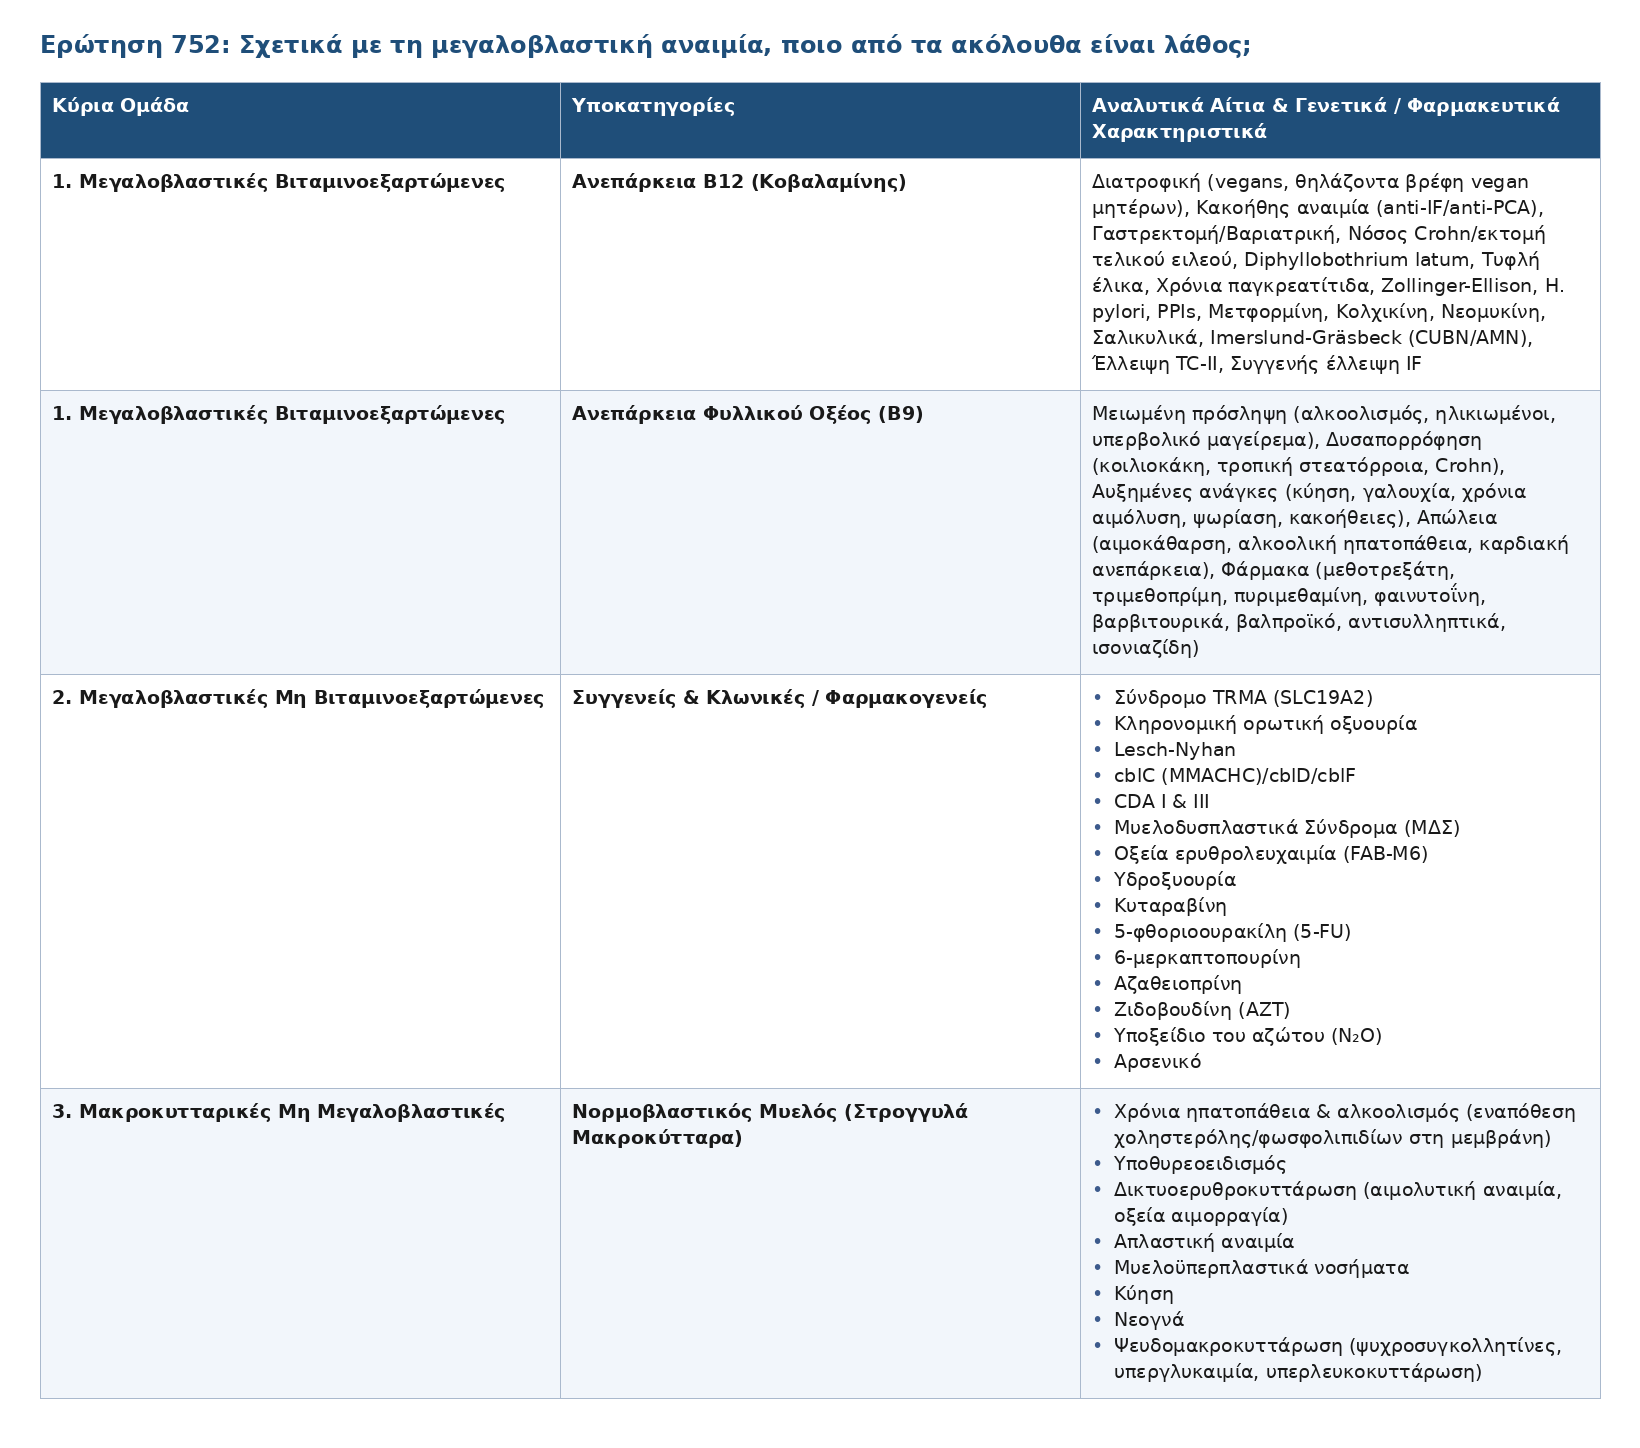 Ερώτηση 752: Σχετικά με τη μεγαλοβλαστική αναιμία, ποιο από τα ακόλουθα είναι λάθος;
Κύρια Ομάδα
Υποκατηγορίες
Αναλυτικά Αίτια & Γενετικά / Φαρμακευτικά
Χαρακτηριστικά
1. Μεγαλοβλαστικές Βιταμινοεξαρτώμενες
Ανεπάρκεια B12 (Κοβαλαμίνης)
Διατροφική (vegans, θηλάζοντα βρέφη vegan
μητέρων), Κακοήθης αναιμία (anti-IF/anti-PCA),
Γαστρεκτομή/Βαριατρική, Νόσος Crohn/εκτομή
τελικού ειλεού, Diphyllobothrium latum, Τυφλή
έλικα, Χρόνια παγκρεατίτιδα, Zollinger-Ellison, H.
pylori, PPIs, Μετφορμίνη, Κολχικίνη, Νεομυκίνη,
Σαλικυλικά, Imerslund-Gräsbeck (CUBN/AMN),
Έλλειψη TC-II, Συγγενής έλλειψη IF
1. Μεγαλοβλαστικές Βιταμινοεξαρτώμενες
Ανεπάρκεια Φυλλικού Οξέος (B9)
Μειωμένη πρόσληψη (αλκοολισμός, ηλικιωμένοι,
υπερβολικό μαγείρεμα), Δυσαπορρόφηση
(κοιλιοκάκη, τροπική στεατόρροια, Crohn),
Αυξημένες ανάγκες (κύηση, γαλουχία, χρόνια
αιμόλυση, ψωρίαση, κακοήθειες), Απώλεια
(αιμοκάθαρση, αλκοολική ηπατοπάθεια, καρδιακή
ανεπάρκεια), Φάρμακα (μεθοτρεξάτη,
τριμεθοπρίμη, πυριμεθαμίνη, φαινυτοΐνη,
βαρβιτουρικά, βαλπροϊκό, αντισυλληπτικά,
ισονιαζίδη)
2. Μεγαλοβλαστικές Μη Βιταμινοεξαρτώμενες
Συγγενείς & Κλωνικές / Φαρμακογενείς
• Σύνδρομο TRMA (SLC19A2)
• Κληρονομική ορωτική οξυουρία
• Lesch-Nyhan
• cblC (MMACHC)/cblD/cblF
• CDA I & III
• Μυελοδυσπλαστικά Σύνδρομα (ΜΔΣ)
• Οξεία ερυθρολευχαιμία (FAB-M6)
• Υδροξυουρία
• Κυταραβίνη
• 5-φθοριοουρακίλη (5-FU)
• 6-μερκαπτοπουρίνη
• Αζαθειοπρίνη
• Ζιδοβουδίνη (AZT)
• Υποξείδιο του αζώτου (N₂O)
• Αρσενικό
3. Μακροκυτταρικές Μη Μεγαλοβλαστικές
Νορμοβλαστικός Μυελός (Στρογγυλά
Μακροκύτταρα)
• Χρόνια ηπατοπάθεια & αλκοολισμός (εναπόθεση
χοληστερόλης/φωσφολιπιδίων στη μεμβράνη)
• Υποθυρεοειδισμός
• Δικτυοερυθροκυττάρωση (αιμολυτική αναιμία,
οξεία αιμορραγία)
• Απλαστική αναιμία
• Μυελοϋπερπλαστικά νοσήματα
• Κύηση
• Νεογνά
• Ψευδομακροκυττάρωση (ψυχροσυγκολλητίνες,
υπεργλυκαιμία, υπερλευκοκυττάρωση)